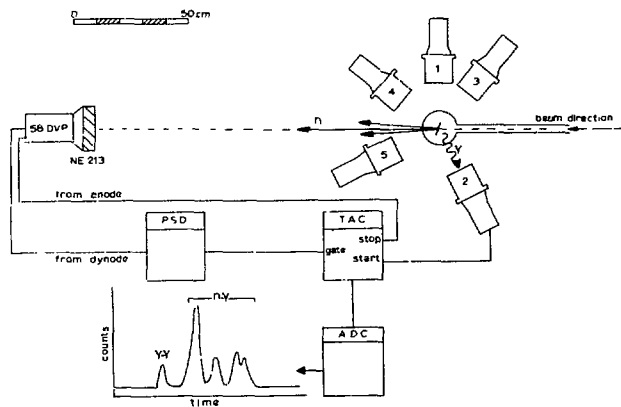 0 50cm
1
3
4
58 DVP
n
beam direction
NE 213
5
γ
2
from anode
PSD
TAC
stop
from dynode
gate
start
n-γ
counts
γ-γ
ADC
time